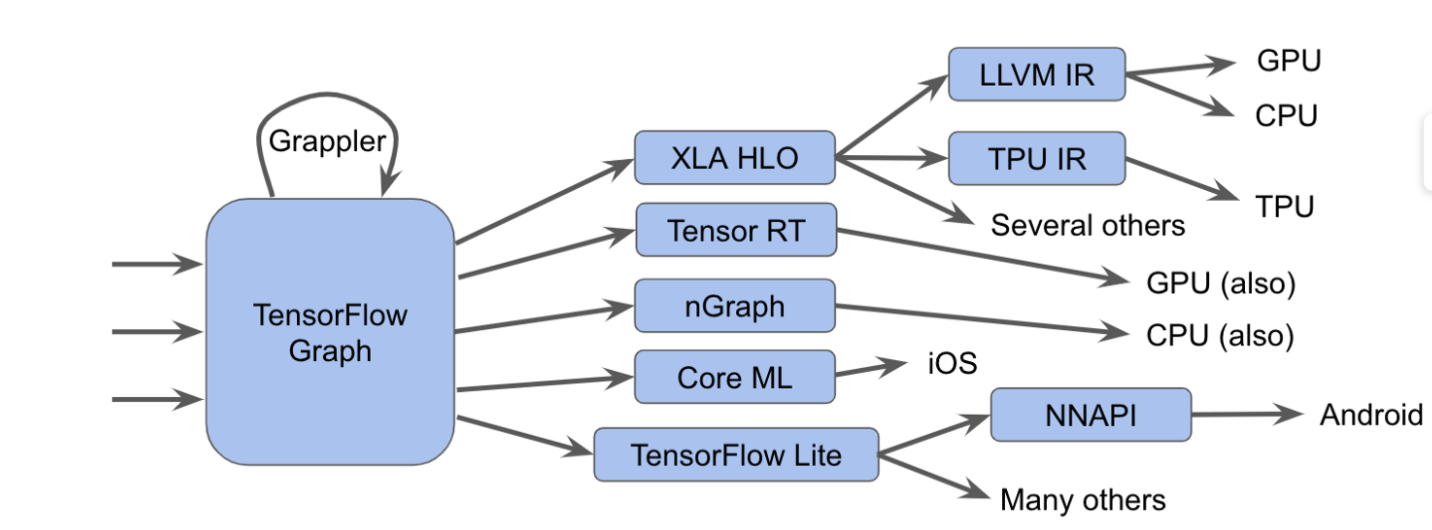 Grappler
TensorFlow
Graph
XLA HLO
Tensor RT
nGraph
Core ML
TensorFlow Lite
LLVM IR
TPU IR
Several others
GPU
CPU
TPU
GPU (also)
CPU (also)
iOS
NNAPI
Android
Many others